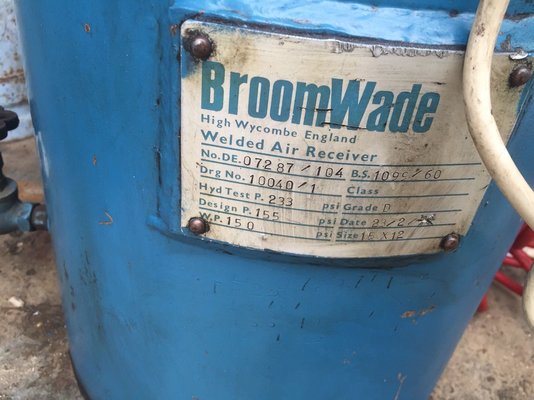 BroomWade
High Wycombe England
Welded Air Receiver
No.DE. 07287/104 B.S. /60
Drg No. 10040/1 Class
Hyd Test P. 233 psi Grade D
Design P. 155 psi Date
W.P. 150 psi Size 15 X 12